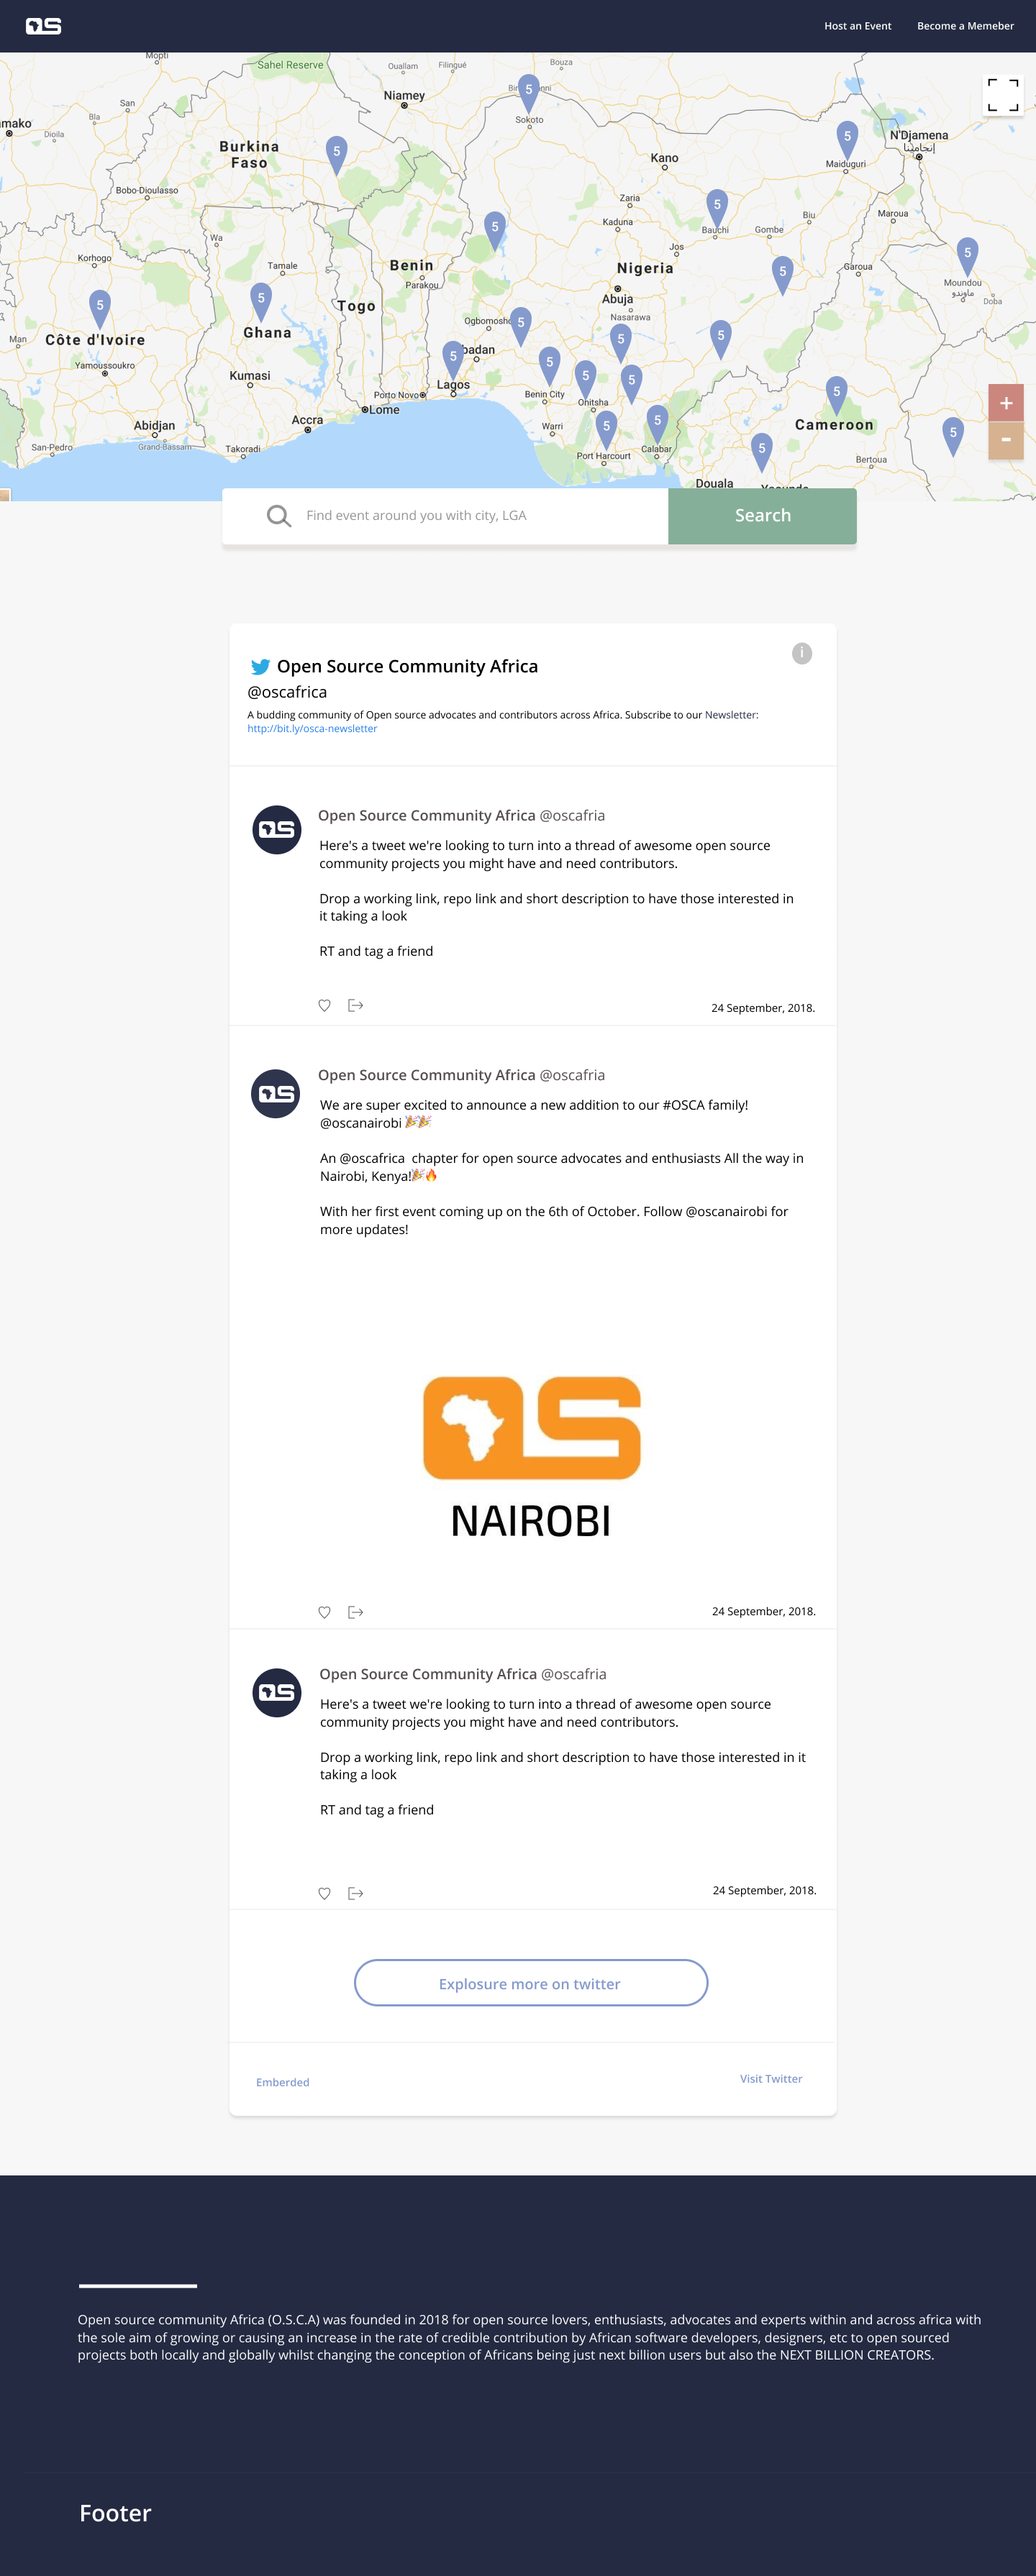 OS
Host an Event
Become a Memeber
Mopti
Sahel Reserve
Ouallam
Filingué
Bouza
Niamey
5
Sokoto
San
Bla
Dioila
mako
Burkina
Faso
5
5
N'Djamena
إنجامينا
Maiduguri
Kano
Bobo-Dioulasso
Zaria
5
Bauchi
Gombe
Biu
Maroua
Kaduna
5
Wa
Jos
5
Korhogo
Tamale
Benin
Parakou
Nigeria
5
Garoua
Moundou
ماوندو
Doba
5
5
Togo
Abuja
Nasarawa
Ghana
Ogbomosh
5
Man
Côte d'Ivoire
5
5
5
badan
5
5
5
Yamoussoukro
Kumasi
Lagos
Porto Novo
Benin City
Onitsha
5
Lome
Abidjan
Accra
Warri
5
5
Cameroon
5
San-Pedro
Grand-Bassam
Takoradi
Port Harcourt
Calabar
5
Bertoua
Douala
+
-
Find event around you with city, LGA
Search
Open Source Community Africa
i
@oscafrica
A budding community of Open source advocates and contributors across Africa. Subscribe to our Newsletter:
http://bit.ly/osca-newsletter
OS
Open Source Community Africa @oscafria
Here's a tweet we're looking to turn into a thread of awesome open source
community projects you might have and need contributors.
Drop a working link, repo link and short description to have those interested in
it taking a look
RT and tag a friend
24 September, 2018.
OS
Open Source Community Africa @oscafria
We are super excited to announce a new addition to our #OSCA family!
@oscanairobi 🎉🎉
An @oscafrica chapter for open source advocates and enthusiasts All the way in
Nairobi, Kenya!🎉🔥
With her first event coming up on the 6th of October. Follow @oscanairobi for
more updates!
OS
NAIROBI
24 September, 2018.
OS
Open Source Community Africa @oscafria
Here's a tweet we're looking to turn into a thread of awesome open source
community projects you might have and need contributors.
Drop a working link, repo link and short description to have those interested in it
taking a look
RT and tag a friend
24 September, 2018.
Explosure more on twitter
Emberded
Visit Twitter
Open source community Africa (O.S.C.A) was founded in 2018 for open source lovers, enthusiasts, advocates and experts within and across africa with
the sole aim of growing or causing an increase in the rate of credible contribution by African software developers, designers, etc to open sourced
projects both locally and globally whilst changing the conception of Africans being just next billion users but also the NEXT BILLION CREATORS.
Footer